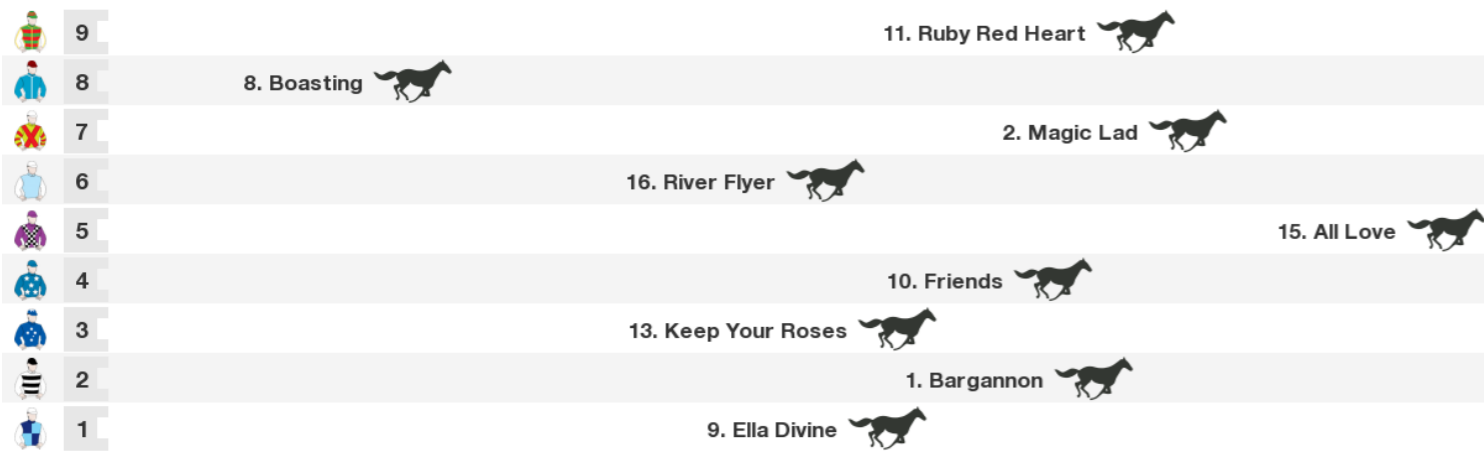 9 11. Ruby Red Heart
8 8. Boasting
7 2. Magic Lad
6 16. River Flyer
5 15. All Love
4 10. Friends
3 13. Keep Your Roses
2 1. Bargannon
1 9. Ella Divine